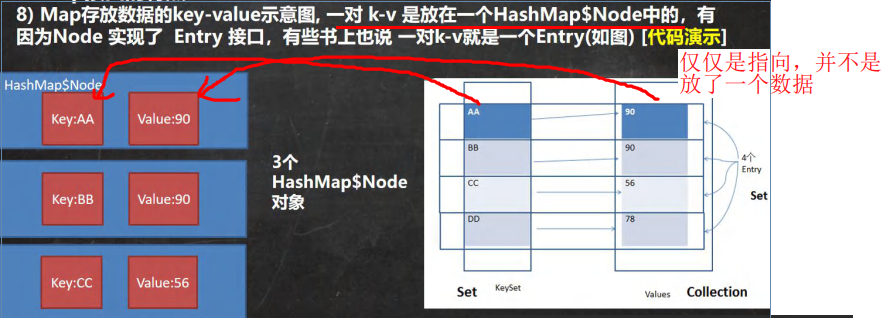 8) Map存放数据的key-value示意图, 一对 k-v 是放在一个HashMap$Node中的，有
因为Node 实现了 Entry 接口，有些书上也说 一对k-v就是一个Entry(如图) [代码演示]
仅仅是指向，并不是
放了一个数据
HashMap$Node
Key:AA
Value:90
Key:BB
Value:90
Key:CC
Value:56
3个
HashMap$Node
对象
AA
90
BB
90
CC
56
DD
78
4个
Entry
Set
Set
KeySet
Values
Collection